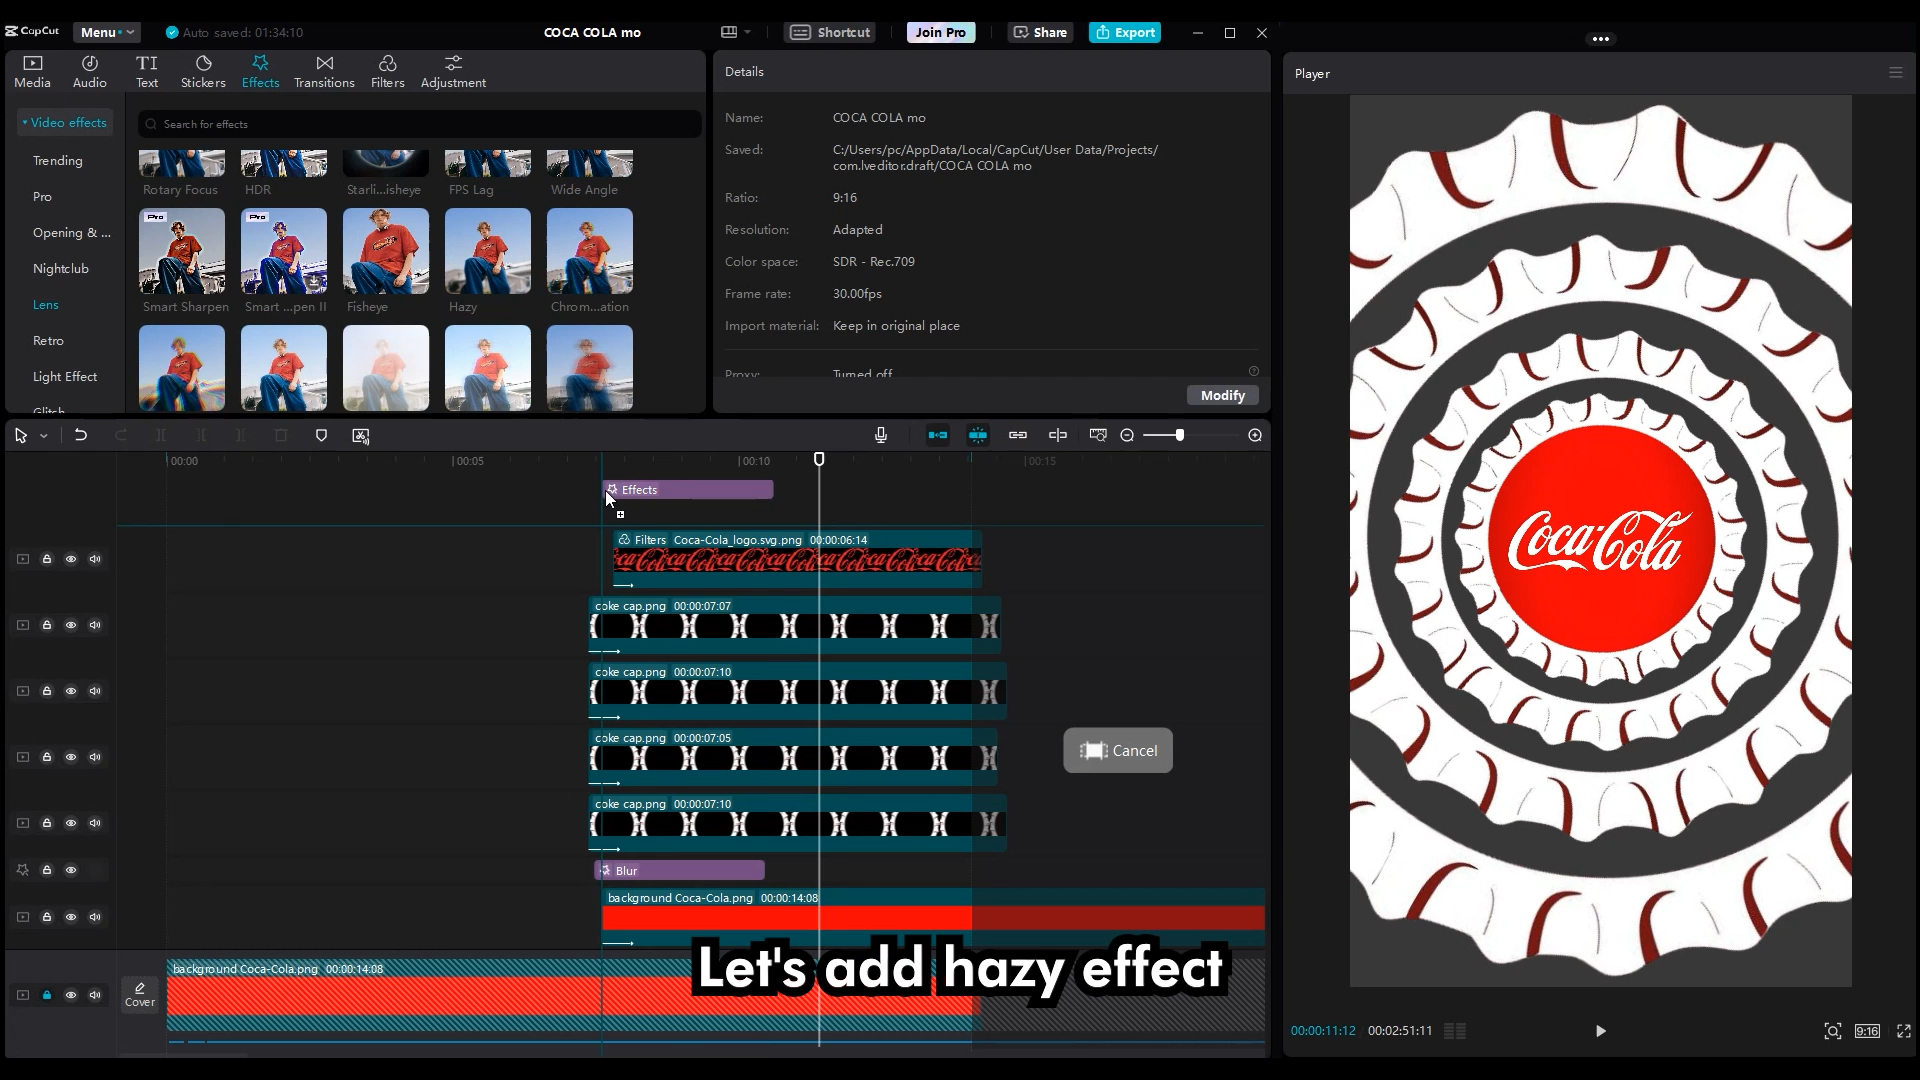 CapCut
Menu
Auto saved: 01:34:10
COCA COLA mo
Shortcut
Join Pro
Share
Export
Media
Audio
Text
Stickers
Effects
Transitions
Filters
Adjustment
Video effects
Trending
Pro
Opening & ...
Nightclub
Lens
Retro
Light Effect
Glitch
Search for effects
Rotary Focus
HDR
Starli...isheye
FPS Lag
Wide Angle
Pro
Pro
Smart Sharpen
Smart ...pen II
Fisheye
Hazy
Chrom...ation
Details
Name: COCA COLA mo
Saved: C:/Users/pc/AppData/Local/CapCut/User Data/Projects/
com.lveditor.draft/COCA COLA mo
Ratio: 9:16
Resolution: Adapted
Color space: SDR - Rec.709
Frame rate: 30.00fps
Import material: Keep in original place
Proxy: Turned off
Modify
Player
Coca-Cola
00:00
00:05
00:10
00:15
Effects
Filters Coca-Cola_logo.svg.png 00:00:06:14
coke cap.png 00:00:07:07
coke cap.png 00:00:07:10
coke cap.png 00:00:07:05
coke cap.png 00:00:07:10
Blur
background Coca-Cola.png 00:00:14:08
Cancel
Cover
background Coca-Cola.png 00:00:14:08
Let's add hazy effect
00:00:11:12
00:02:51:11
9:16